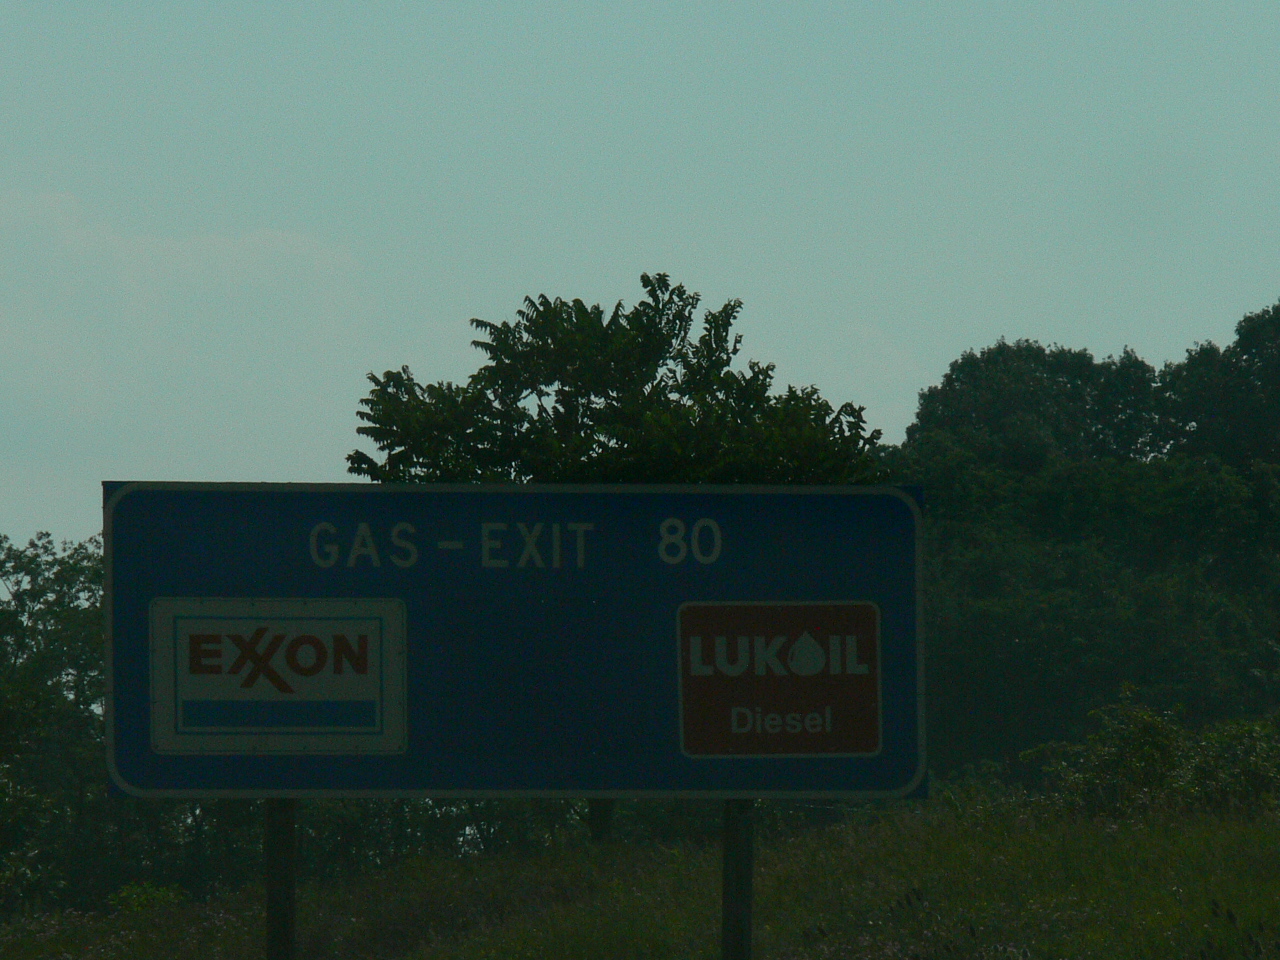 GAS - EXIT 80
EXXON
LUKOIL
Diesel